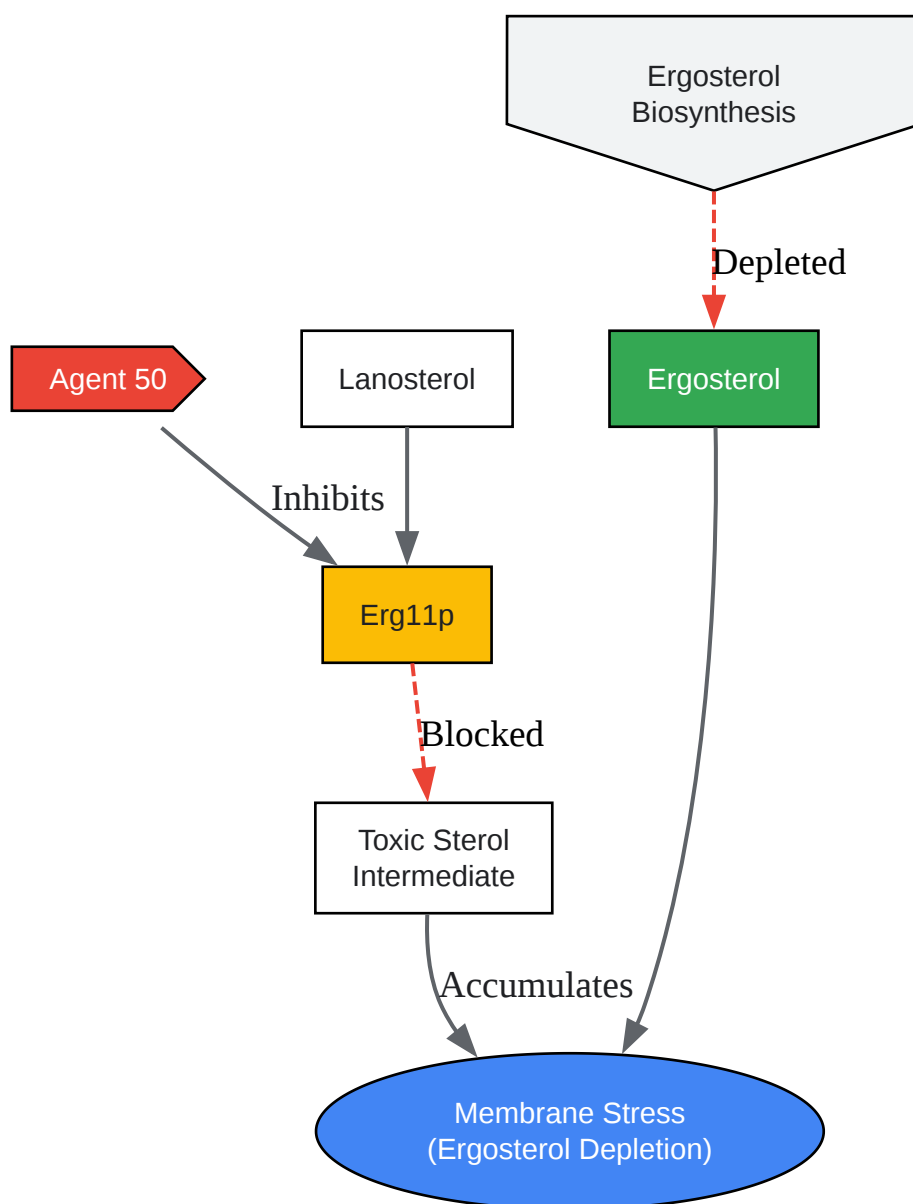 Ergosterol
Biosynthesis
Depleted
Agent 50
Lanosterol
Ergosterol
Inhibits
Erg11p
Blocked
Toxic Sterol
Intermediate
Accumulates
Membrane Stress
(Ergosterol Depletion)